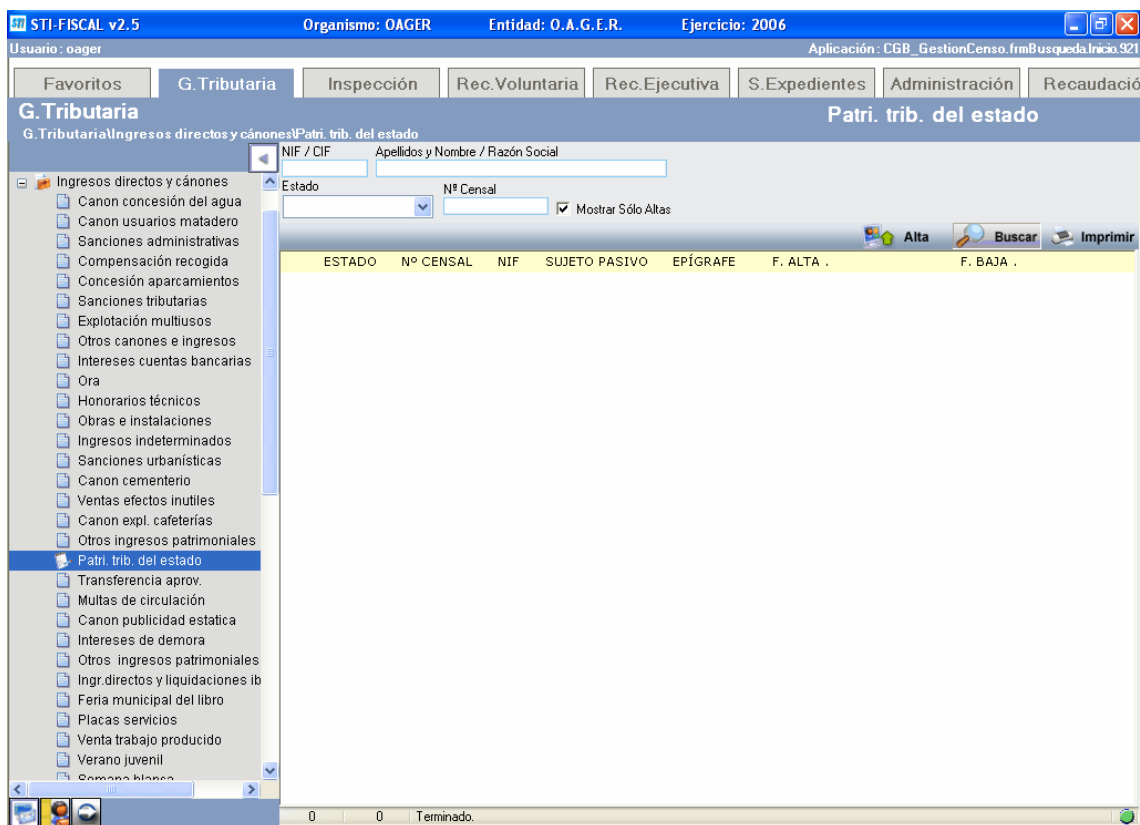 STI STI-FISCAL v2.5 Organismo: OAGER Entidad: O.A.G.E.R. Ejercicio: 2006
Usuario : oager Aplicación : CGB_GestionCenso.frmBusqueda.Inicio.921
Favoritos G.Tributaria Inspección Rec.Voluntaria Rec.Ejecutiva S.Expedientes Administración Recaudació
G.Tributaria Patri. trib. del estado
G.Tributaria\Ingresos directos y cánones\Patri. trib. del estado
NIF / CIF Apellidos y Nombre / Razón Social
Estado Nª Censal
Mostrar Sólo Altas
Alta Buscar Imprimir
ESTADO Nº CENSAL NIF SUJETO PASIVO EPÍGRAFE F. ALTA . F. BAJA .
Ingresos directos y cánones
Canon concesión del agua
Canon usuarios matadero
Sanciones administrativas
Compensación recogida
Concesión aparcamientos
Sanciones tributarias
Explotación multiusos
Otros canones e ingresos
Intereses cuentas bancarias
Ora
Honorarios técnicos
Obras e instalaciones
Ingresos indeterminados
Sanciones urbanísticas
Canon cementerio
Ventas efectos inutiles
Canon expl. cafeterías
Otros ingresos patrimoniales
Patri. trib. del estado
Transferencia aprov.
Multas de circulación
Canon publicidad estatica
Intereses de demora
Otros ingresos patrimoniales
Ingr.directos y liquidaciones ib
Feria municipal del libro
Placas servicios
Venta trabajo producido
Verano juvenil
Semana blanca
0 0 Terminado.